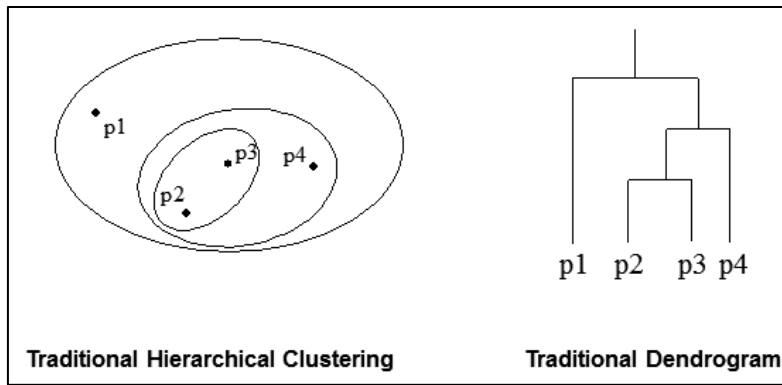 p1
p3
p4
p2
p1 p2 p3 p4
Traditional Hierarchical Clustering
Traditional Dendrogram